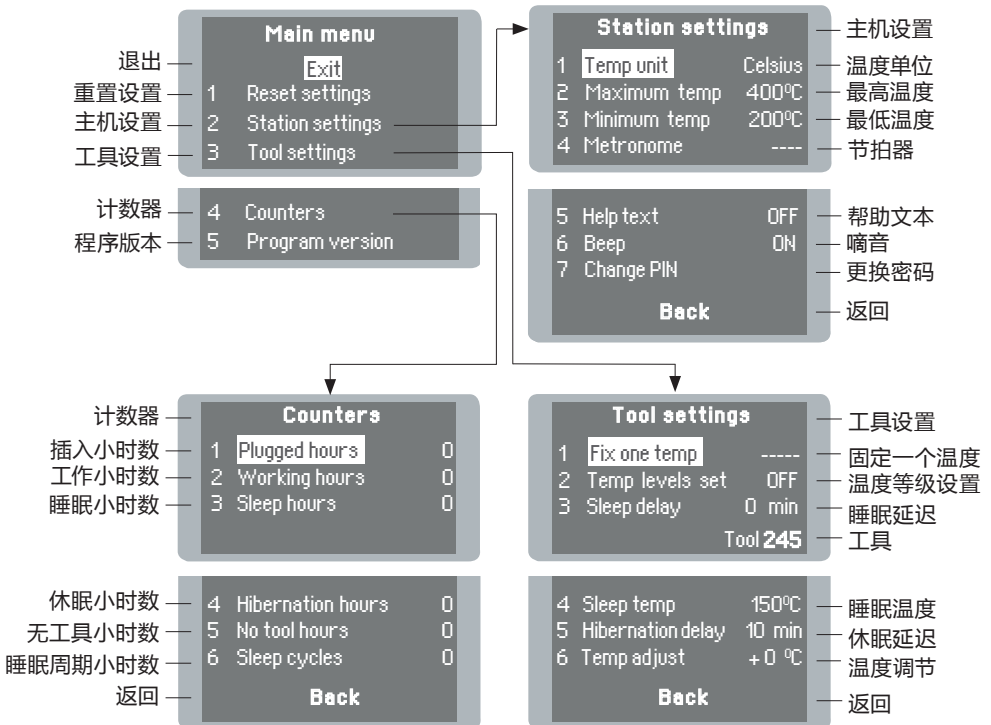 Main menu
退出 Exit
重置设置 1 Reset settings
主机设置 2 Station settings
工具设置 3 Tool settings
计数器 4 Counters
程序版本 5 Program version
Station settings 主机设置
1 Temp unit Celsius 温度单位
2 Maximum temp 400ºC 最高温度
3 Minimum temp 200ºC 最低温度
4 Metronome ---- 节拍器
5 Help text OFF 帮助文本
6 Beep ON 嘀音
7 Change PIN 更换密码
Back 返回
计数器 Counters
插入小时数 1 Plugged hours 0
工作小时数 2 Working hours 0
睡眠小时数 3 Sleep hours 0
休眠小时数 4 Hibernation hours 0
无工具小时数 5 No tool hours 0
睡眠周期小时数 6 Sleep cycles 0
返回 Back
Tool settings 工具设置
1 Fix one temp ----- 固定一个温度
2 Temp levels set OFF 温度等级设置
3 Sleep delay 0 min 睡眠延迟
Tool 245 工具
4 Sleep temp 150ºC 睡眠温度
5 Hibernation delay 10 min 休眠延迟
6 Temp adjust +0 ºC 温度调节
Back 返回